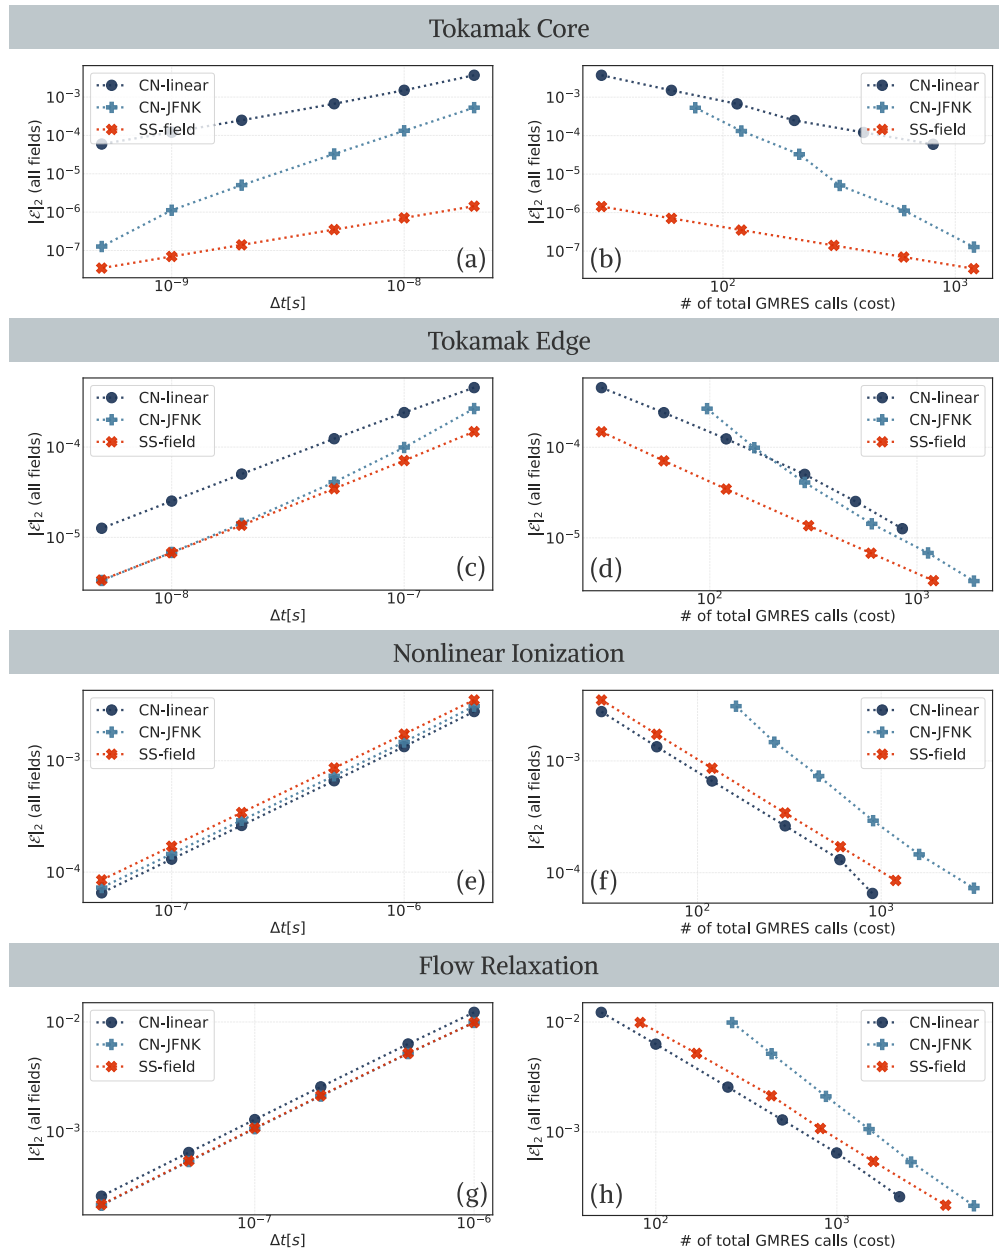 Tokamak Core
CN-linear
CN-JFNK
SS-field
10⁻³
10⁻⁴
10⁻⁵
10⁻⁶
10⁻⁷
|ℰ|₂ (all fields)
(a)
10⁻⁹
10⁻⁸
Δt[s]
CN-linear
CN-JFNK
SS-field
10⁻³
10⁻⁴
10⁻⁵
10⁻⁶
10⁻⁷
|ℰ|₂ (all fields)
(b)
10²
10³
# of total GMRES calls (cost)
Tokamak Edge
CN-linear
CN-JFNK
SS-field
10⁻⁴
10⁻⁵
|ℰ|₂ (all fields)
(c)
10⁻⁸
10⁻⁷
Δt[s]
CN-linear
CN-JFNK
SS-field
10⁻⁴
10⁻⁵
|ℰ|₂ (all fields)
(d)
10²
10³
# of total GMRES calls (cost)
Nonlinear Ionization
CN-linear
CN-JFNK
SS-field
10⁻³
10⁻⁴
|ℰ|₂ (all fields)
(e)
10⁻⁷
10⁻⁶
Δt[s]
CN-linear
CN-JFNK
SS-field
10⁻³
10⁻⁴
|ℰ|₂ (all fields)
(f)
10²
10³
# of total GMRES calls (cost)
Flow Relaxation
CN-linear
CN-JFNK
SS-field
10⁻²
10⁻³
|ℰ|₂ (all fields)
(g)
10⁻⁷
10⁻⁶
Δt[s]
CN-linear
CN-JFNK
SS-field
10⁻²
10⁻³
|ℰ|₂ (all fields)
(h)
10²
10³
# of total GMRES calls (cost)